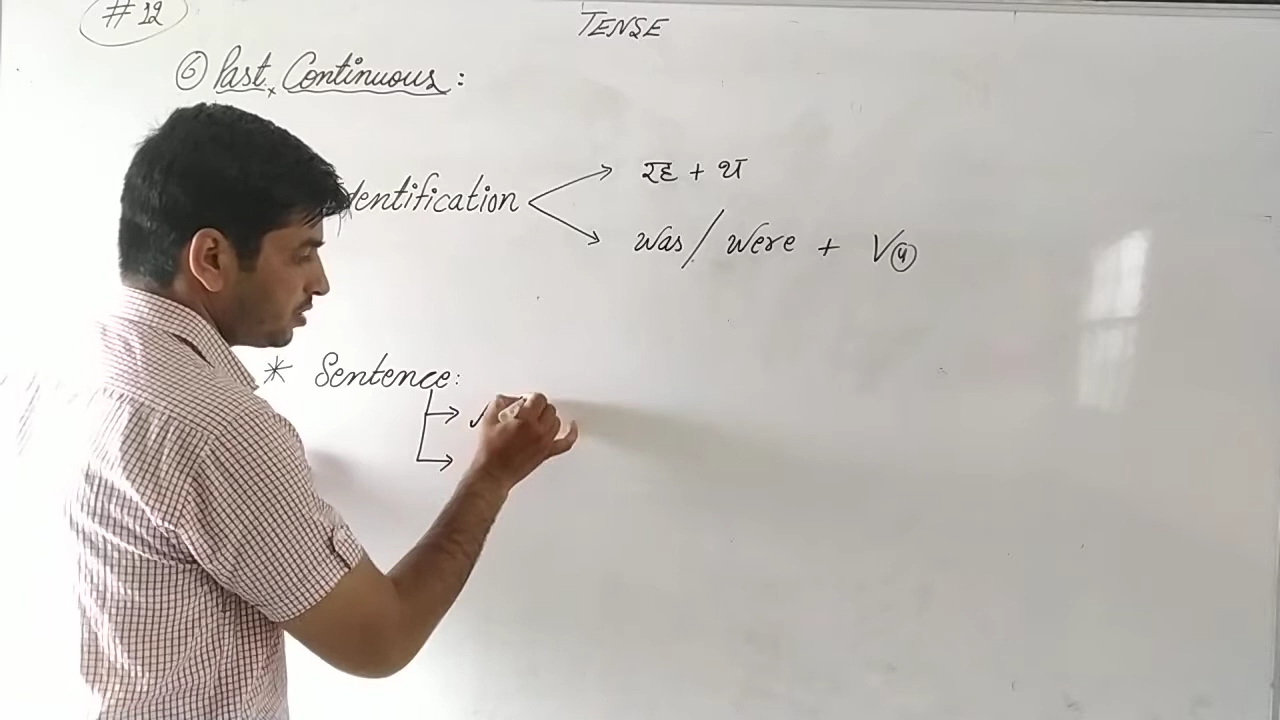 #12
TENSE
⑥ Past Continuous :
dentification
रह + था
was / were + V④
* Sentence: